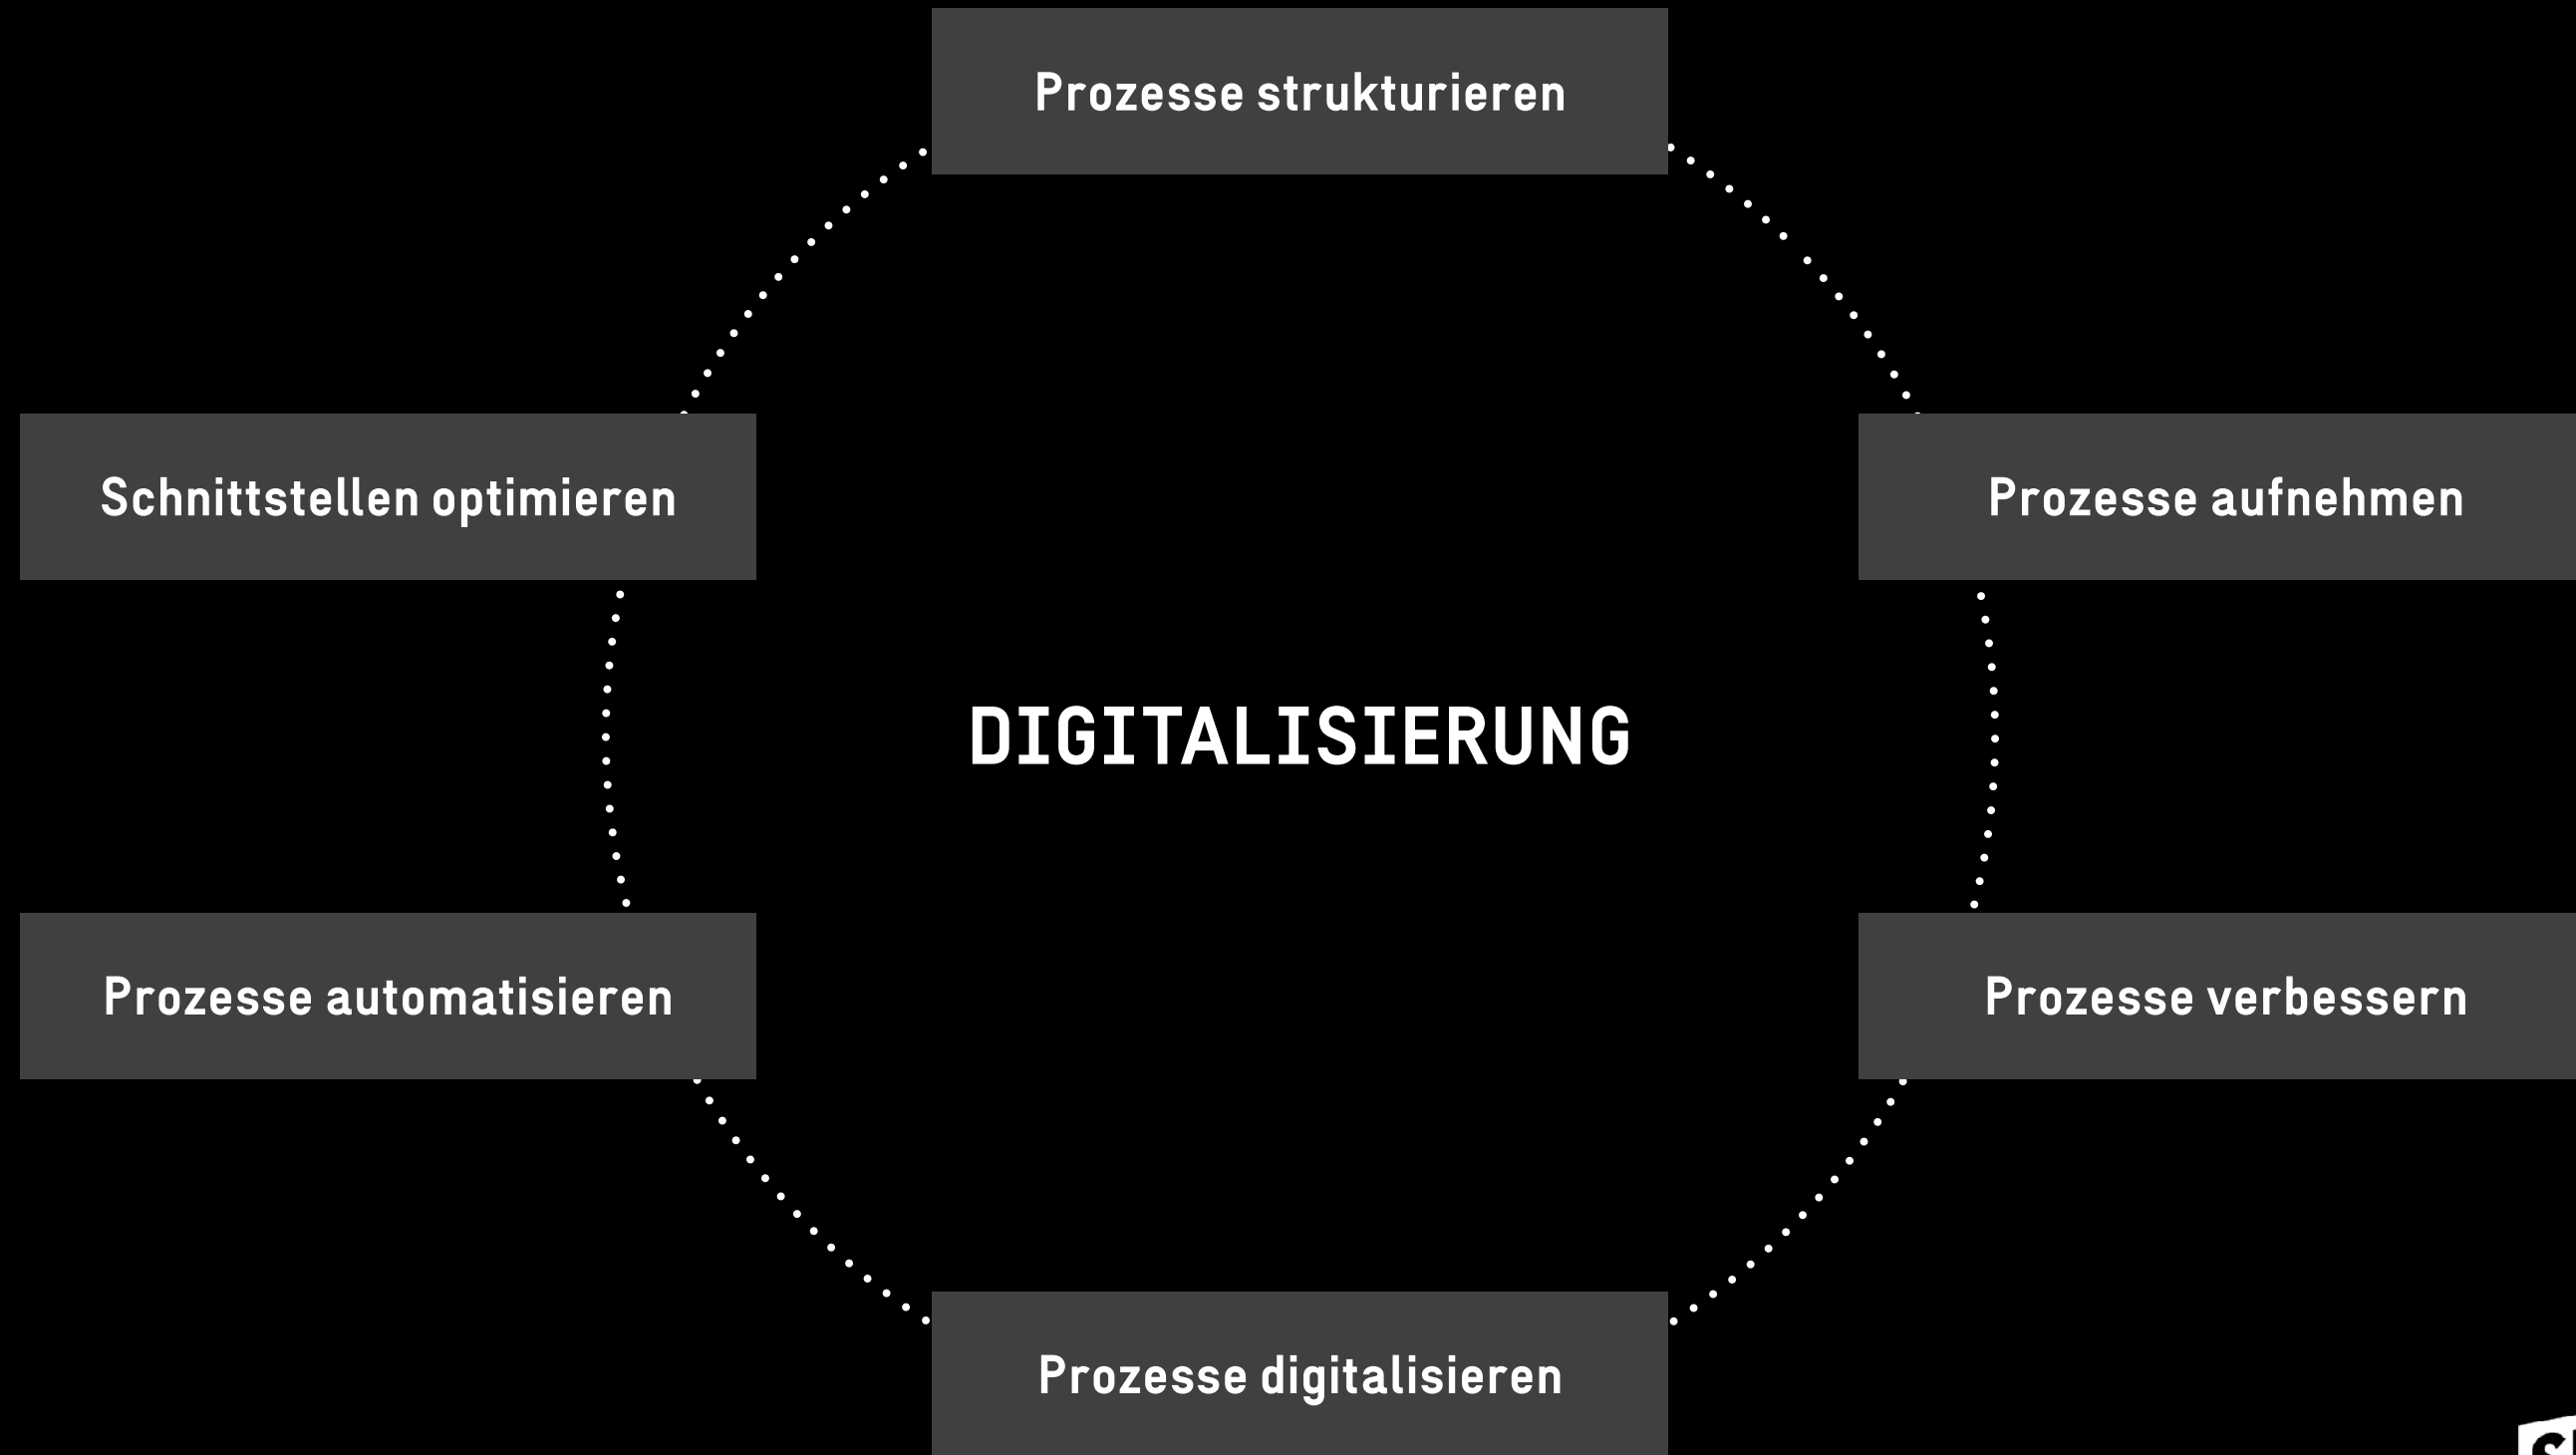 Prozesse strukturieren
Schnittstellen optimieren
Prozesse aufnehmen
DIGITALISIERUNG
Prozesse automatisieren
Prozesse verbessern
Prozesse digitalisieren